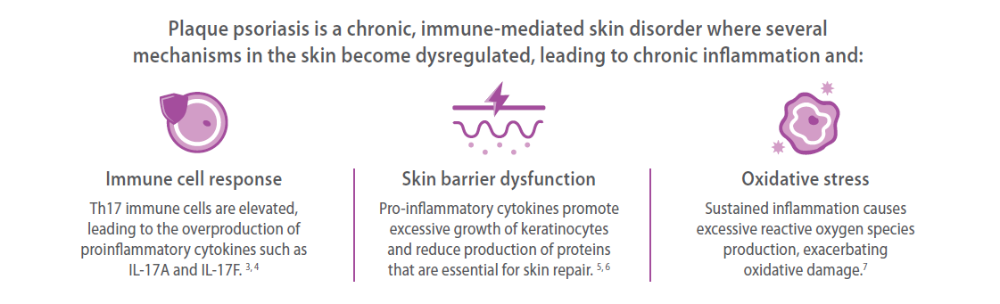 Plaque psoriasis is a chronic, immune-mediated skin disorder where several
mechanisms in the skin become dysregulated, leading to chronic inflammation and:
Immune cell response
Th17 immune cells are elevated,
leading to the overproduction of
proinflammatory cytokines such as
IL-17A and IL-17F. 3, 4
Skin barrier dysfunction
Pro-inflammatory cytokines promote
excessive growth of keratinocytes
and reduce production of proteins
that are essential for skin repair. 5, 6
Oxidative stress
Sustained inflammation causes
excessive reactive oxygen species
production, exacerbating
oxidative damage.7